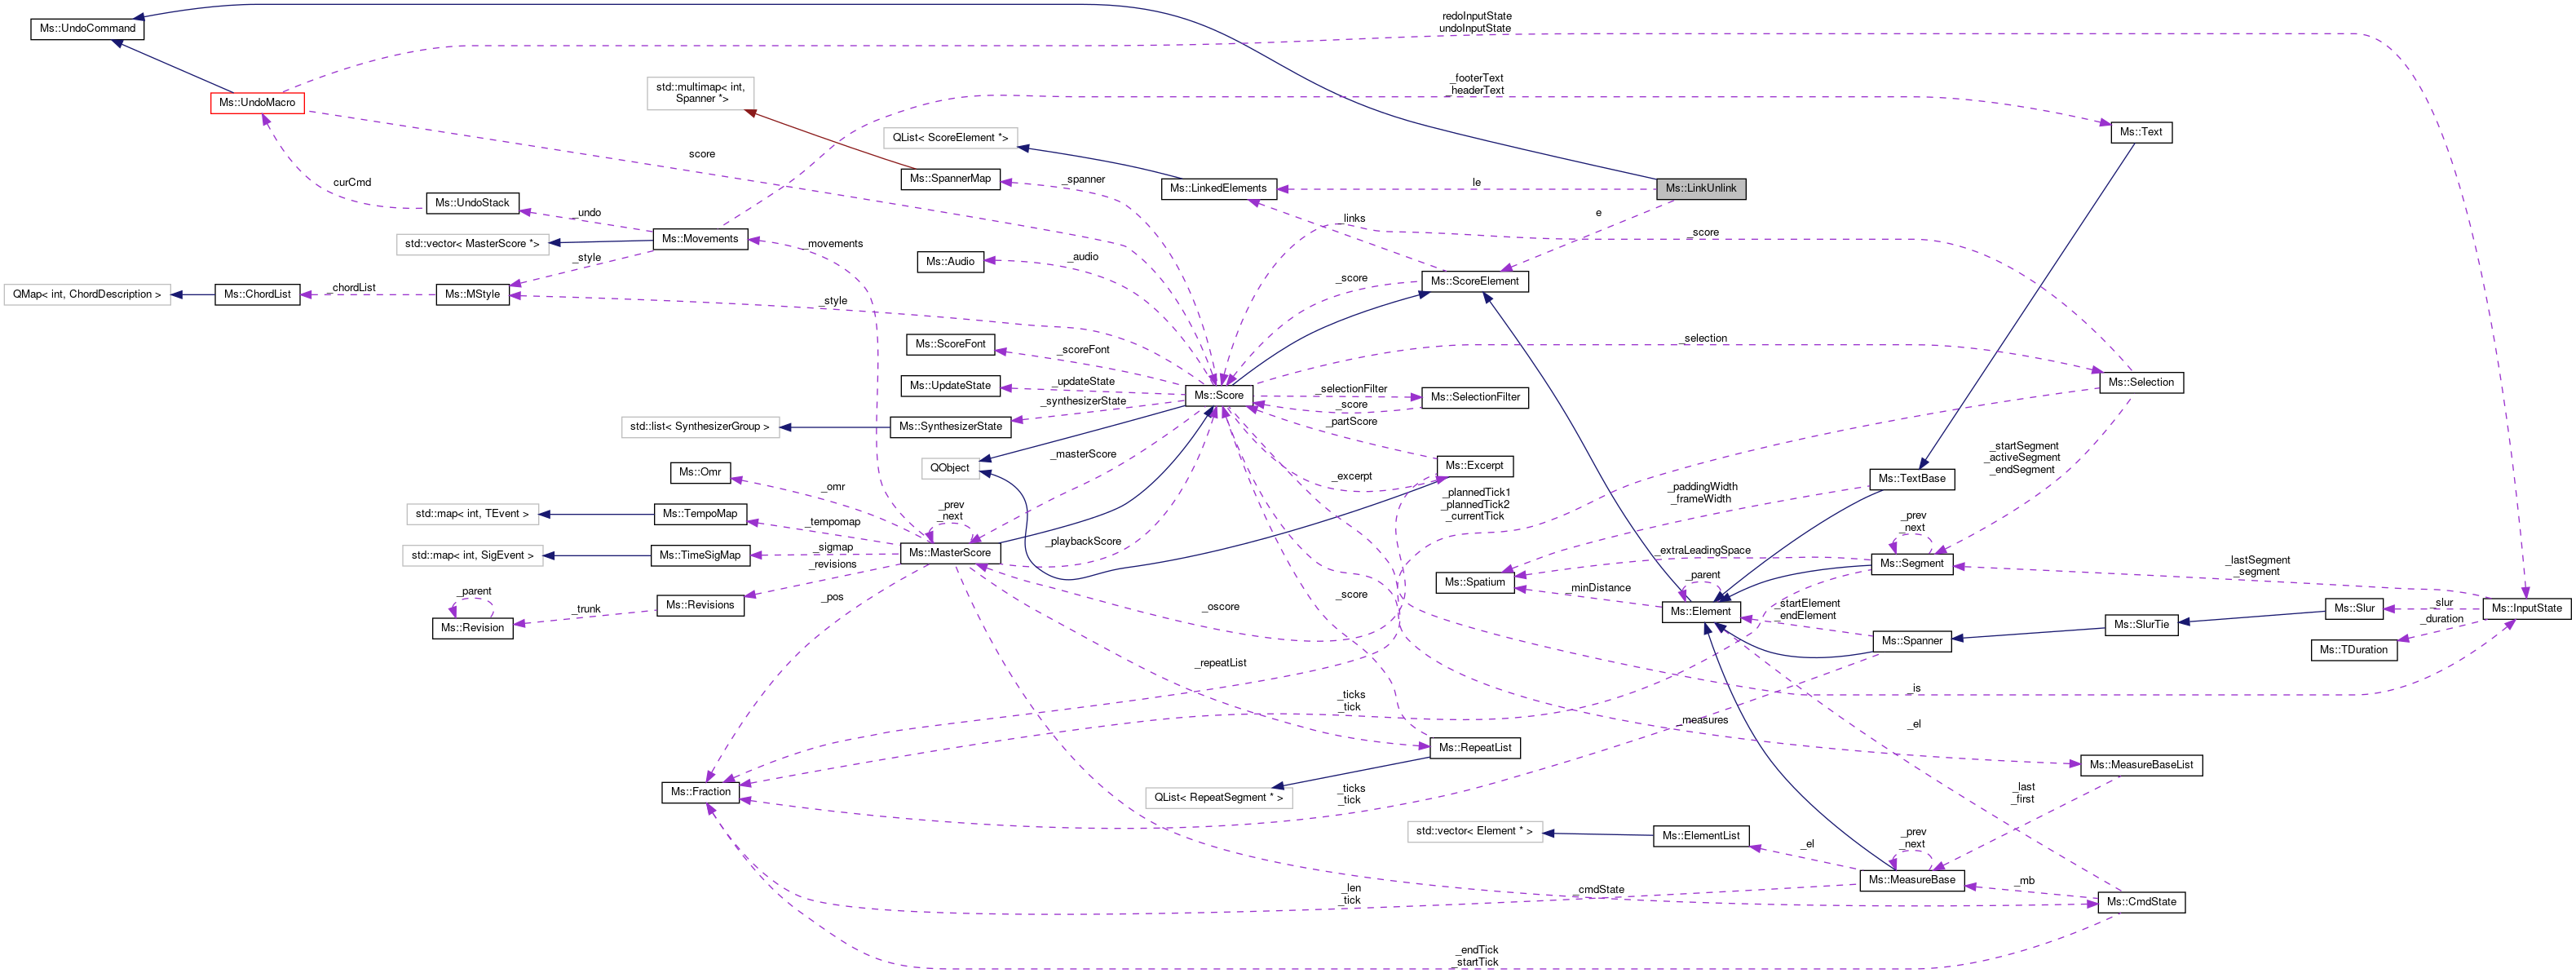 redoInputState
undoInputState
Ms::UndoCommand
_footerText
_headerText
std::multimap< int,
Spanner *>
Ms::UndoMacro
Ms::Text
QList< ScoreElement *>
score
curCmd
Ms::SpannerMap
_spanner
Ms::LinkedElements
le
Ms::LinkUnlink
Ms::UndoStack
_undo
_links
e
_score
std::vector< MasterScore *>
Ms::Movements
_movements
_style
Ms::Audio
_audio
_score
Ms::ScoreElement
QMap< int, ChordDescription >
Ms::ChordList
_chordList
Ms::MStyle
_style
Ms::ScoreFont
_scoreFont
_selection
Ms::UpdateState
_updateState
Ms::Score
_selectionFilter
Ms::SelectionFilter
Ms::Selection
_synthesizerState
_score
std::list< SynthesizerGroup >
Ms::SynthesizerState
_partScore
_startSegment
_activeSegment
_endSegment
_masterScore
Ms::Omr
QObject
_excerpt
Ms::Excerpt
Ms::TextBase
_omr
_plannedTick1
_plannedTick2
_currentTick
_paddingWidth
_frameWidth
std::map< int, TEvent >
Ms::TempoMap
_tempomap
_prev
_next
_prev
_next
std::map< int, SigEvent >
Ms::TimeSigMap
_sigmap
Ms::MasterScore
_playbackScore
_extraLeadingSpace
Ms::Segment
_lastSegment
_segment
_revisions
Ms::Spatium
_minDistance
_parent
_parent
_trunk
Ms::Revisions
_pos
_oscore
_score
Ms::Element
_startElement
_endElement
Ms::Slur
_slur
Ms::InputState
Ms::Revision
Ms::SlurTie
_duration
Ms::Spanner
Ms::TDuration
_repeatList
_ticks
_tick
_is
_measures
_el
Ms::RepeatList
Ms::MeasureBaseList
Ms::Fraction
QList< RepeatSegment * >
_ticks
_tick
_last
_first
std::vector< Element * >
Ms::ElementList
_el
_prev
_next
Ms::MeasureBase
_mb
_len
_tick
_cmdState
Ms::CmdState
_endTick
_startTick